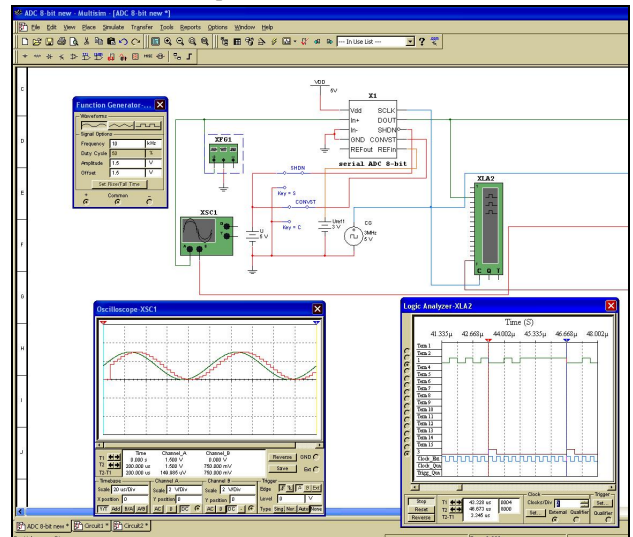 ADC 8-bit new - Multisim - [ADC 8-bit new *]
File Edit View Place Simulate Transfer Tools Reports Options Window Help
--- In Use List ---
C
D
E
F
G
H
I
J
Function Generator-...
Waveforms
Signal Options
Frequency 10 kHz
Duty Cycle 50 %
Amplitude 1.5 V
Offset 1.5 V
Set Rise/Fall Time
+ Common -
XFG1
VDD
5V
X1
Vdd SCLK
In+ DOUT
In- SHDN
GND CONVST
REFout REFin
serial ADC 8-bit
SHDN
Key = S
CONVST
Key = C
XSC1
U
5 V
3 V
CG
3MHz
5 V
XLA2
C Q T
Oscilloscope-XSC1
Time Channel_A Channel_B
T1 0.000 s 1.500 V 0.000 V
T2 200.000 us 1.500 V 750.000 mV
T2-T1 200.000 us 750.000 mV
Reverse
Save
GND
Ext
Timebase
Scale 20 us/Div
X position 0
Y/T Add B/A A/B
Channel A
Scale 2 V/Div
Y position 0
AC 0 DC
Channel B
Scale 2 V/Div
Y position 0
AC 0 DC -
Trigger
Edge A B Ext
Level 0 V
Type Sing. Nor. Auto None
Logic Analyzer-XLA2
Time (S)
41.335µ 42.668µ 44.002µ 45.335µ 46.668µ 48.002µ
Term 1
Term 2
1
Term 4
Term 5
Term 6
Term 7
Term 8
Term 9
Term 10
Term 11
Term 12
Term 13
Term 14
Term 15
3
Clock_Int
Clock_Qua
Trigg_Qua
Stop
Reset
Reverse
T1 43.328 us 0004
T2 46.673 us 0000
T2-T1 3.345 us
Clock
Clocks/Div
Set... External Qualifier
Trigger
Set...
Qualifier
ADC 8-bit new * Circuit1 * Circuit2 *